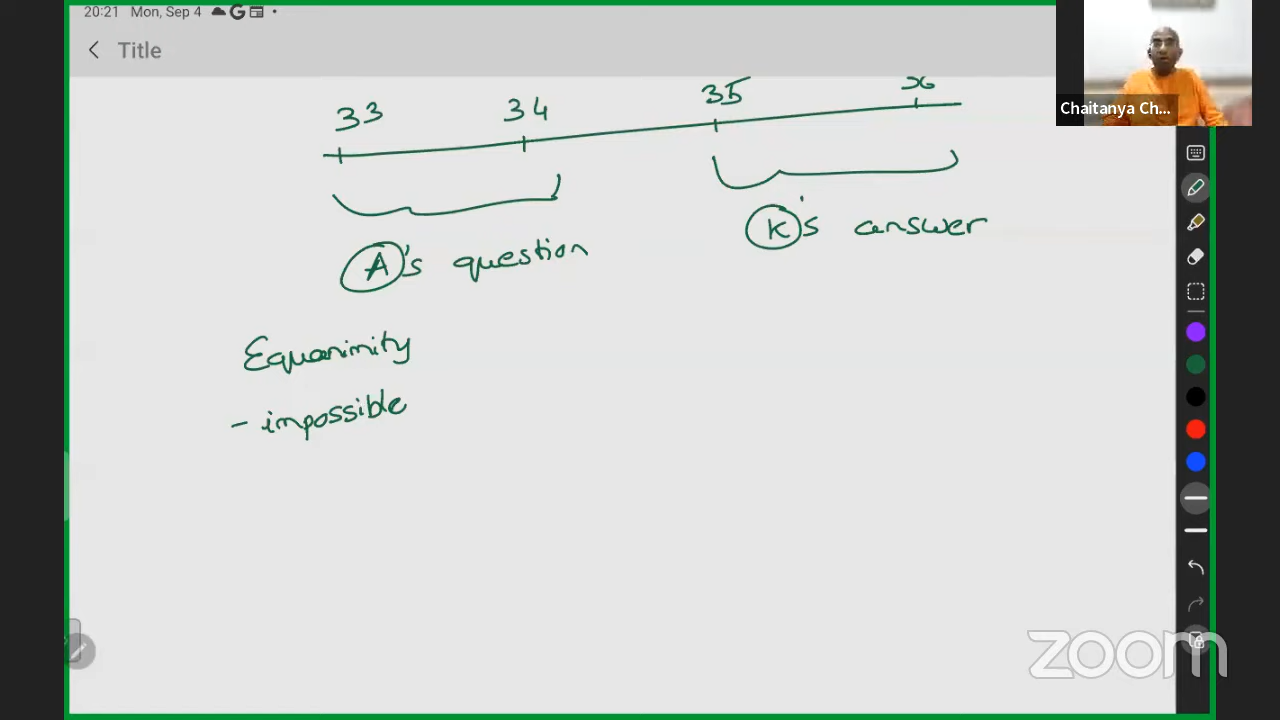 20:21 Mon, Sep 4
Title
Chaitanya Ch...
33 34 35 36
A's question
K's answer
Equanimity
- impossible
zoom